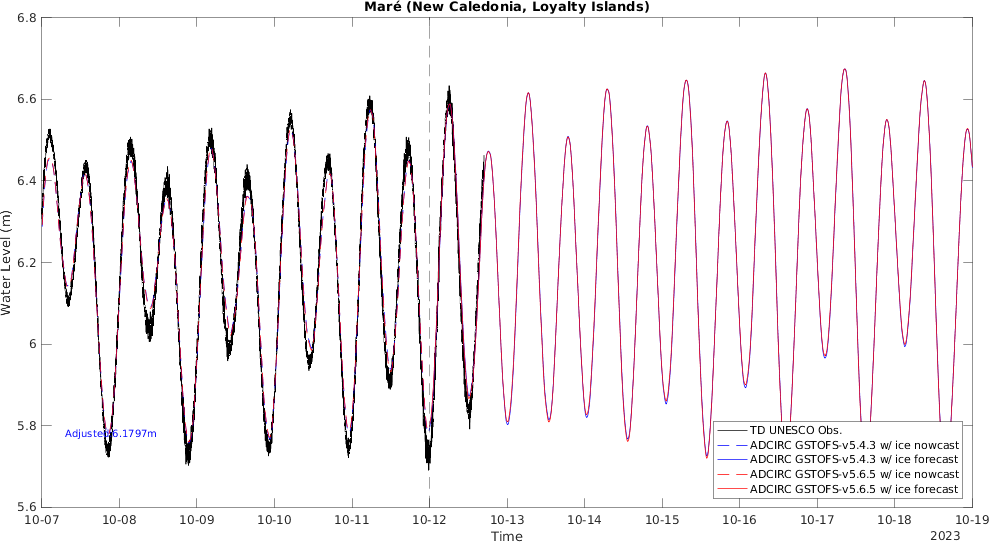 Maré (New Caledonia, Loyalty Islands)
6.8
6.6
6.4
6.2
6
5.8
5.6
Water Level (m)
Adjusted 6.1797m
TD UNESCO Obs.
ADCIRC GSTOFS-v5.4.3 w/ ice nowcast
ADCIRC GSTOFS-v5.4.3 w/ ice forecast
ADCIRC GSTOFS-v5.6.5 w/ ice nowcast
ADCIRC GSTOFS-v5.6.5 w/ ice forecast
10-07 10-08 10-09 10-10 10-11 10-12 10-13 10-14 10-15 10-16 10-17 10-18 10-19
Time
2023